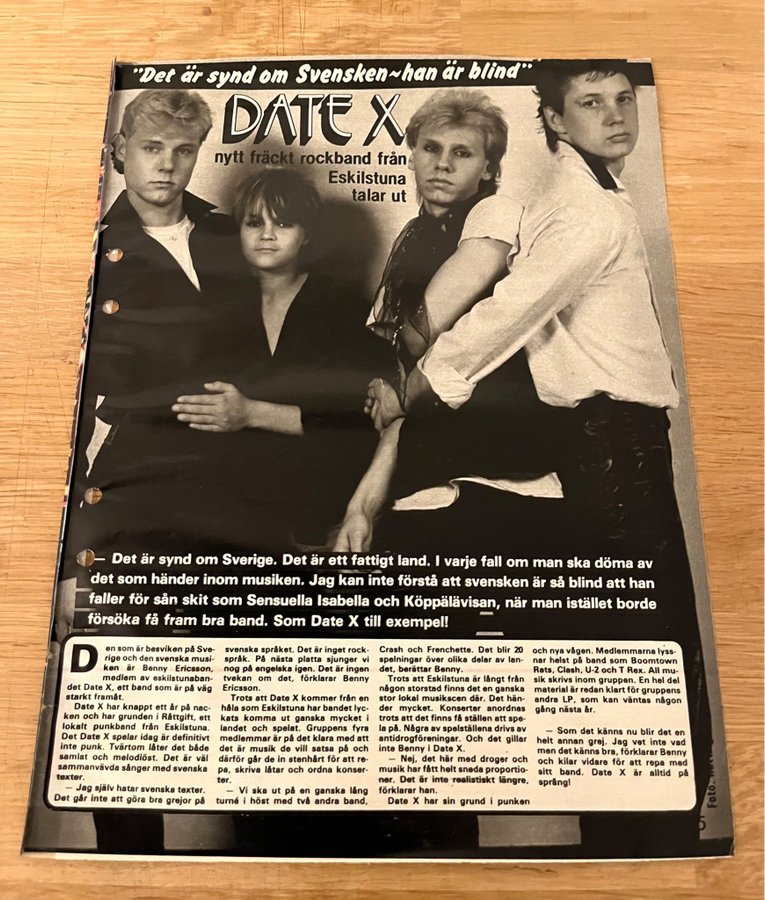 "Det är synd om Svensken~han är blind"
DATE X
nytt fräckt rockband från
Eskilstuna
talar ut
— Det är synd om Sverige. Det är ett fattigt land. I varje fall om man ska döma av
det som händer inom musiken. Jag kan inte förstå att svensken är så blind att han
faller för sån skit som Sensuella Isabella och Köppäläv​isan, när man istället borde
försöka få fram bra band. Som Date X till exempel!
Den som är besviken på Sve-
rige och den svenska musi-
ken är Benny Ericsson,
medlem av eskilstunaban-
det Date X, ett band som är på väg
starkt framåt.
Date X har knappt ett år på nac-
ken och har grunden i Råttgift, ett
lokalt punkband från Eskilstuna.
Det Date X spelar idag är definitivt
inte punk. Tvärtom låter det både
samlat och melodiöst. Det är väl
sammanvävda sånger med svenska
texter.
— Jag själv hatar svenska texter.
Det går inte att göra bra grejor på
svenska språket. Det är inget rock-
språk. På nästa platta sjunger vi
nog på engelska igen. Det är ingen
tvekan om det, förklarar Benny
Ericsson.
Trots att Date X kommer från en
håla som Eskilstuna har bandet lyc-
kats komma ut ganska mycket i
landet och spelat. Gruppens fyra
medlemmar är på det klara med att
det är musik de vill satsa på och
därför går de in stenhårt för att re-
pa, skriva låtar och ordna konser-
ter.
— Vi ska ut på en ganska lång
turné i höst med två andra band,
Crash och Frenchette. Det blir 20
spelningar över olika delar av lan-
det, berättar Benny.
Trots att Eskilstuna är långt från
någon storstad finns det en ganska
stor lokal musikscen där. Det hän-
der mycket. Konserter anordnas
trots att det finns få ställen att spe-
la på. Några av spelställena drivs av
antidrogföreningar. Och det gillar
inte Benny i Date X.
— Nej, det här med droger och
musik har fått helt sneda proportio-
ner. Det är inte realistiskt längre,
förklarar han.
Date X har sin grund i punken
och nya vågen. Medlemmarna lyss-
nar helst på band som Boomtown
Rats, Clash, U-2 och T Rex. All mu-
sik skrivs inom gruppen. En hel del
material är redan klart för gruppens
andra LP, som kan väntas någon
gång nästa år.
— Som det känns nu blir det en
helt annan grej. Jag vet inte vad
men det känns bra, förklarar Benny
och kilar vidare för att repa med
sitt band. Date X är alltid på
språng!
Foto: